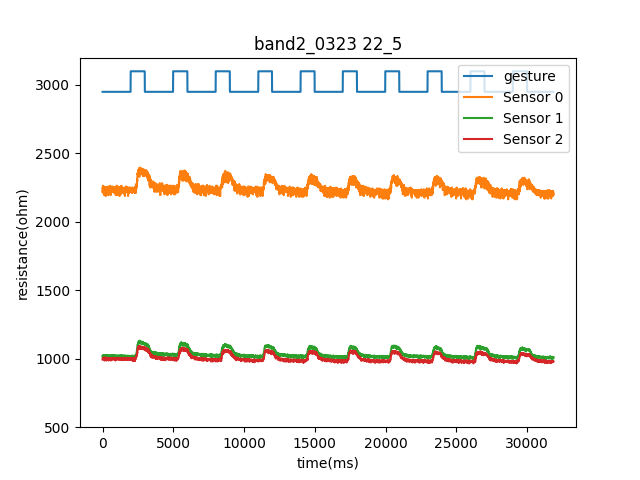 band2_0323 22_5
gesture
Sensor 0
Sensor 1
Sensor 2
3000
2500
2000
1500
1000
500
resistance(ohm)
0 5000 10000 15000 20000 25000 30000
time(ms)